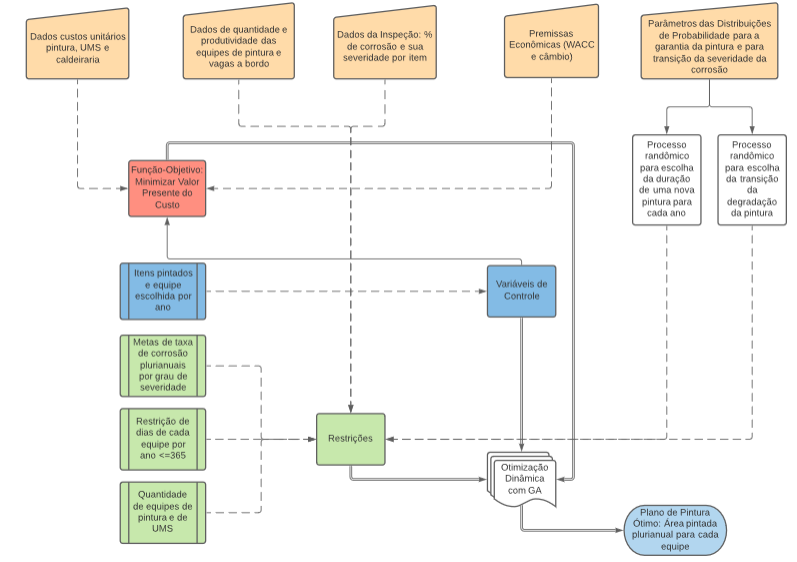 Dados custos unitários
pintura, UMS e
caldeiraria
Dados de quantidade e
produtividade das
equipes de pintura e
vagas a bordo
Dados da Inspeção: %
de corrosão e sua
severidade por item
Premissas
Econômicas (WACC
e câmbio)
Parâmetros das Distribuições
de Probabilidade para a
garantia da pintura e para
transição da severidade da
corrosão
Processo
randômico
para escolha
da duração
de uma nova
pintura para
cada ano
Processo
randômico
para escolha
da transição
da
degradação
da pintura
Função-Objetivo:
Minimizar Valor
Presente do
Custo
Itens pintados
e equipe
escolhida por
ano
Variáveis de
Controle
Metas de taxa
de corrosão
plurianuais
por grau de
severidade
Restrição de
dias de cada
equipe por
ano <=365
Restrições
Quantidade
de equipes de
pintura e de
UMS
Otimização
Dinâmica
com GA
Plano de Pintura
Ótimo: Área pintada
plurianual para cada
equipe